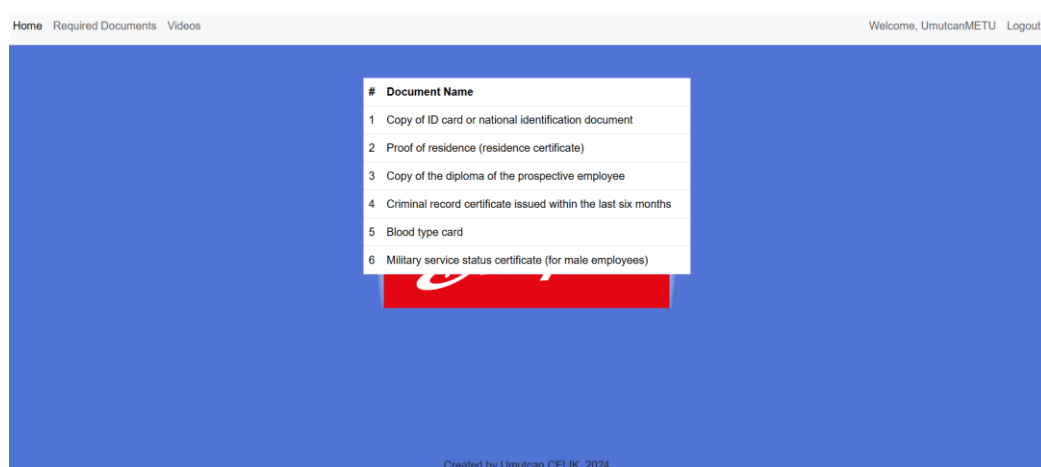 Home Required Documents Videos Welcome, UmutcanMETU Logout
# Document Name
1 Copy of ID card or national identification document
2 Proof of residence (residence certificate)
3 Copy of the diploma of the prospective employee
4 Criminal record certificate issued within the last six months
5 Blood type card
6 Military service status certificate (for male employees)
Created by Umutcan CELIK, 2024